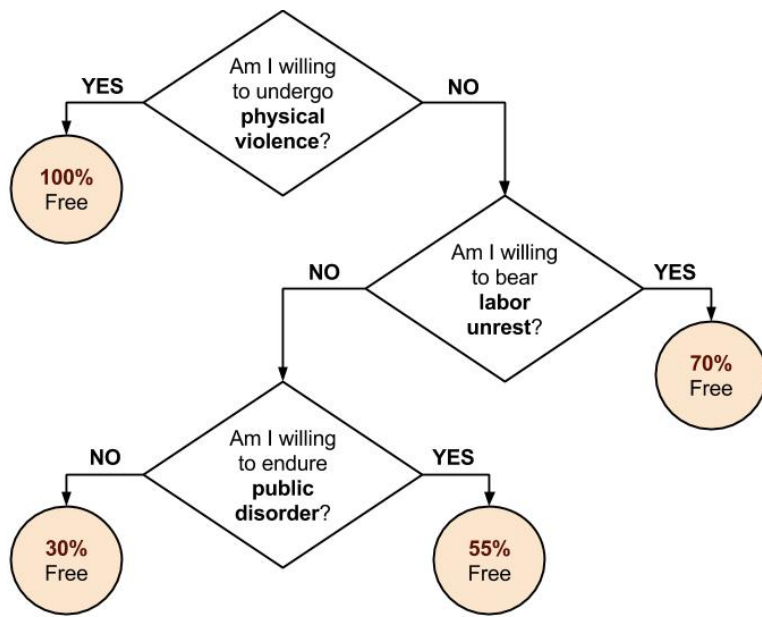 Am I willing
to undergo
physical
violence?
YES
NO
100%
Free
Am I willing
to bear
labor
unrest?
NO
YES
70%
Free
Am I willing
to endure
public
disorder?
NO
YES
30%
Free
55%
Free